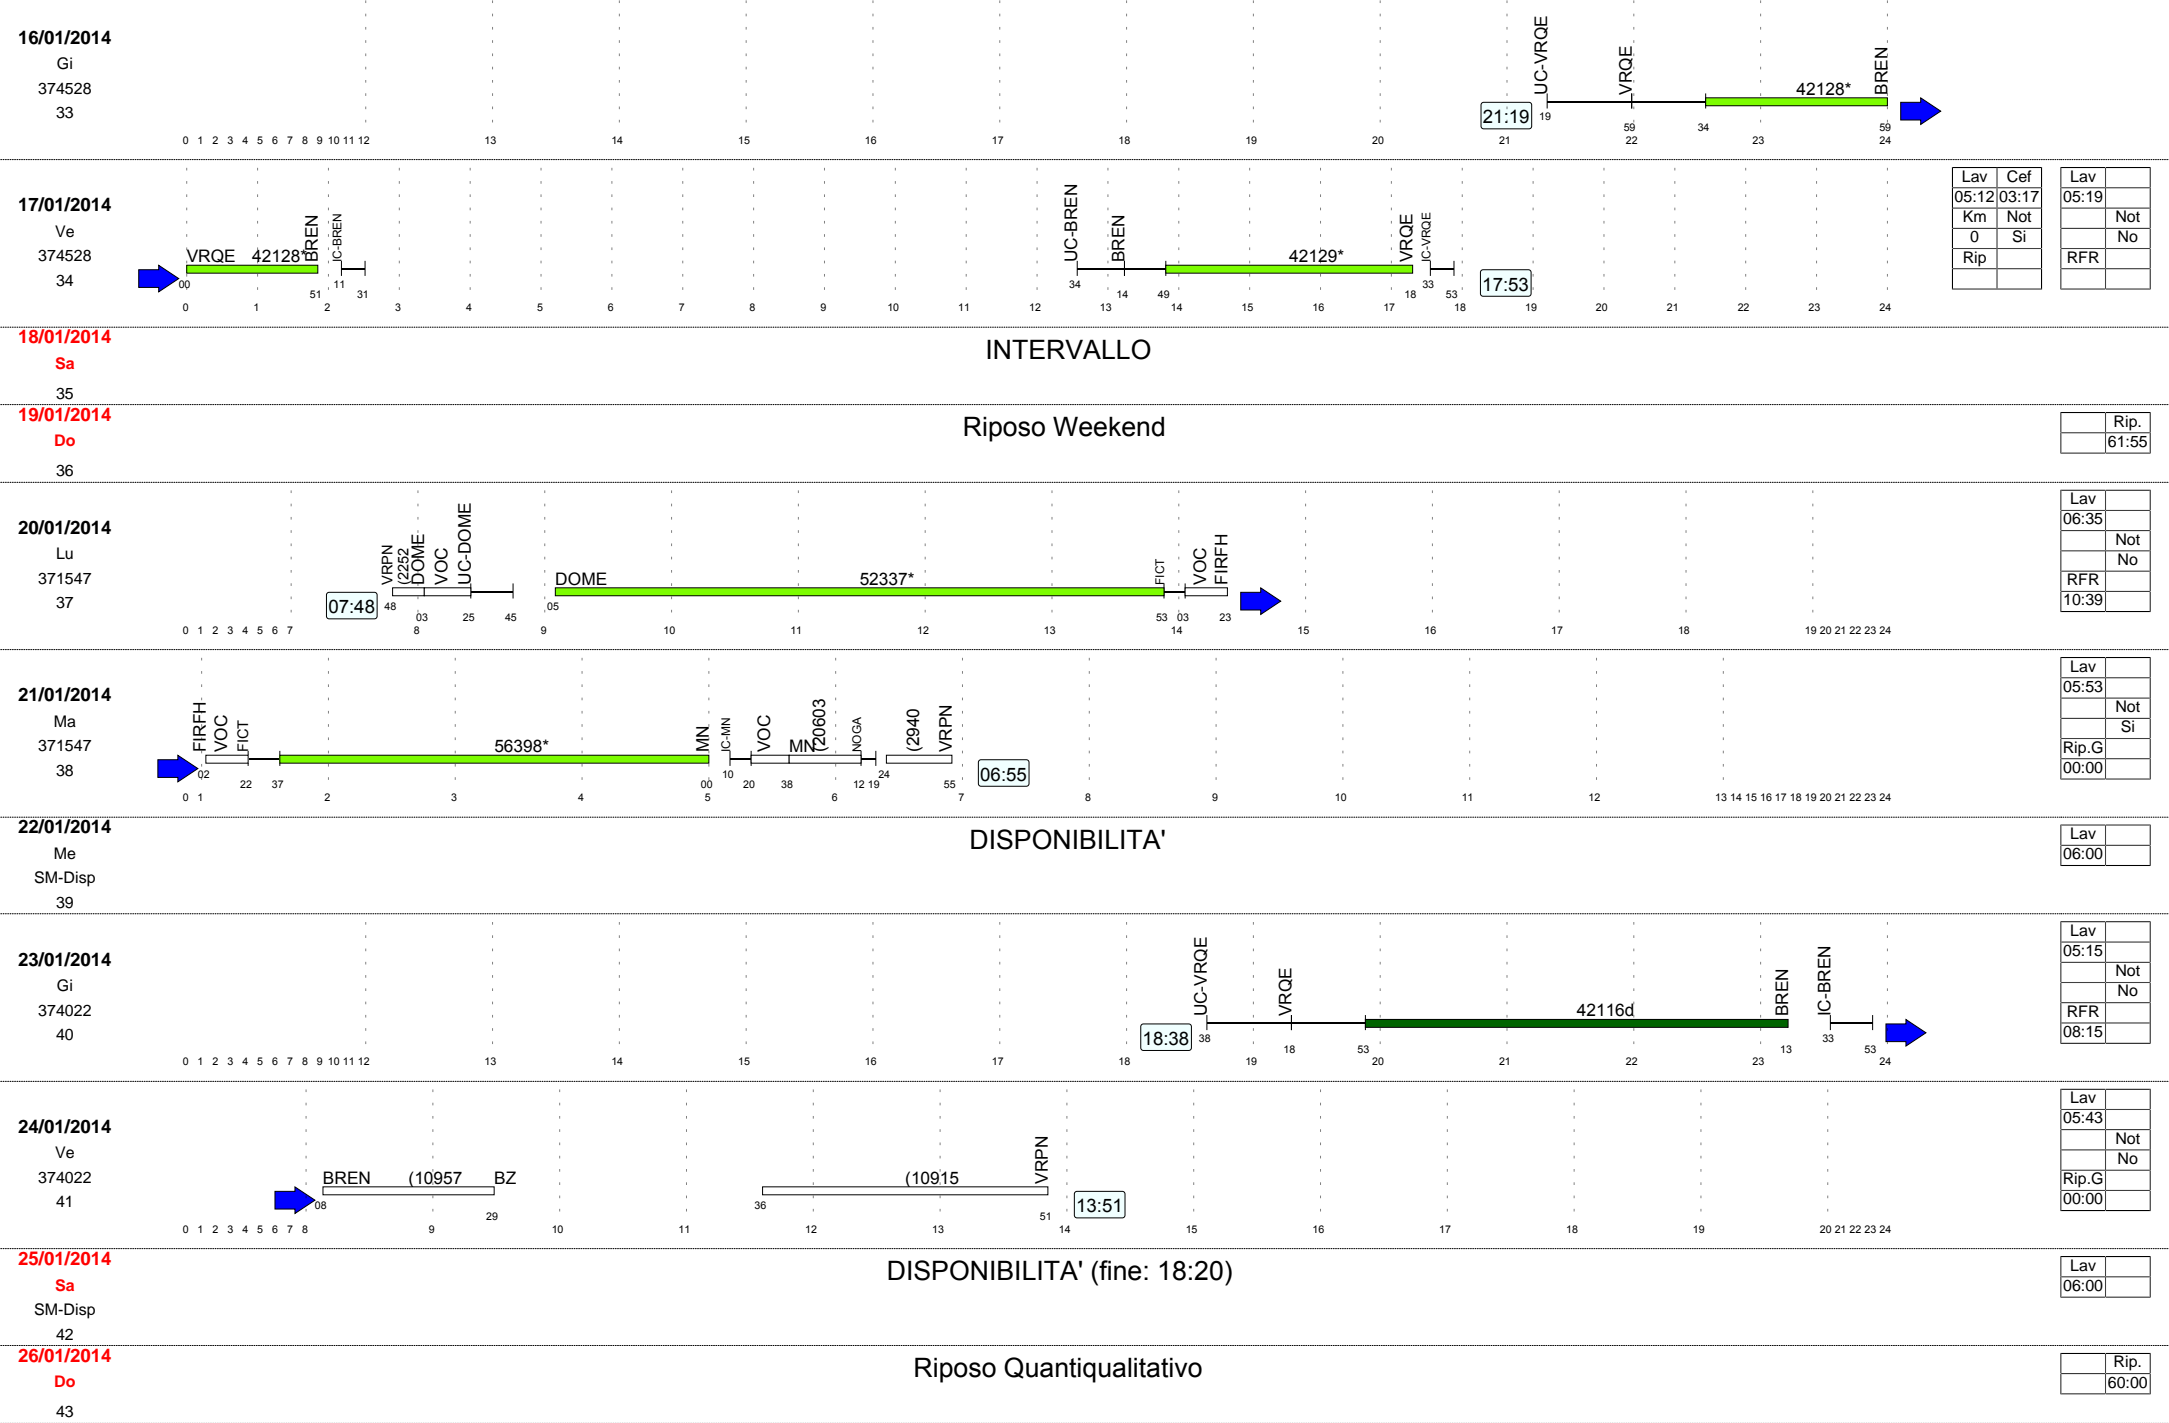 16/01/2014
Gi
374528
33
21:19
UC-VRQE
VRQE
42128*
BREN
19 59 34 59
0 1 2 3 4 5 6 7 8 9 10 11 12 13 14 15 16 17 18 19 20 21 22 23 24
17/01/2014
Ve
374528
34
VRQE 42128* BREN IC-BREN
00 51 11 31
UC-BREN BREN 42129* VRQE IC-VRQE
34 14 49 18 33 53
17:53
0 1 2 3 4 5 6 7 8 9 10 11 12 13 14 15 16 17 18 19 20 21 22 23 24
Lav Cef
05:12 03:17
Km Not
0 Si
Rip
Lav
05:19
Not
No
RFR
18/01/2014
Sa
35
INTERVALLO
19/01/2014
Do
36
Riposo Weekend
Rip.
61:55
20/01/2014
Lu
371547
37
07:48
VRPN (2252 DOME VOC UC-DOME
48 03 25 45
DOME 52337* FICT VOC FIRFH
05 53 03 23
0 1 2 3 4 5 6 7 8 9 10 11 12 13 14 15 16 17 18 19 20 21 22 23 24
Lav
06:35
Not
No
RFR
10:39
21/01/2014
Ma
371547
38
FIRFH VOC FICT 56398* MN IC-MN VOC MN (20603 NOGA (2940 VRPN
02 22 37 00 10 20 38 12 19 24 55
06:55
0 1 2 3 4 5 6 7 8 9 10 11 12 13 14 15 16 17 18 19 20 21 22 23 24
Lav
05:53
Not
Si
Rip.G
00:00
22/01/2014
Me
SM-Disp
39
DISPONIBILITA'
Lav
06:00
23/01/2014
Gi
374022
40
18:38
UC-VRQE VRQE 42116d BREN IC-BREN
38 18 53 13 33 53
0 1 2 3 4 5 6 7 8 9 10 11 12 13 14 15 16 17 18 19 20 21 22 23 24
Lav
05:15
Not
No
RFR
08:15
24/01/2014
Ve
374022
41
BREN (10957 BZ
08 29
(10915 VRPN
36 51
13:51
0 1 2 3 4 5 6 7 8 9 10 11 12 13 14 15 16 17 18 19 20 21 22 23 24
Lav
05:43
Not
No
Rip.G
00:00
25/01/2014
Sa
SM-Disp
42
DISPONIBILITA' (fine: 18:20)
Lav
06:00
26/01/2014
Do
43
Riposo Quantiqualitativo
Rip.
60:00